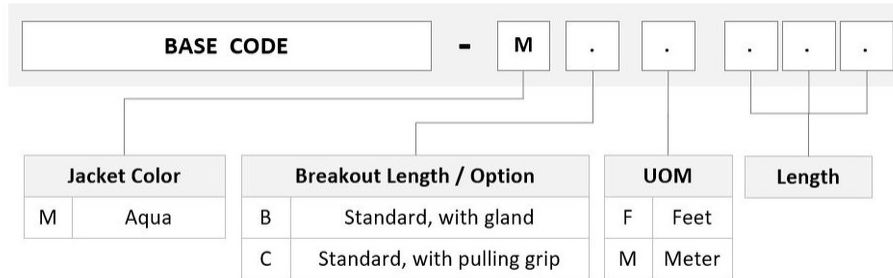 BASE CODE - M . . . . .
Jacket Color Breakout Length / Option UOM Length
M Aqua B Standard, with gland F Feet
C Standard, with pulling grip M Meter